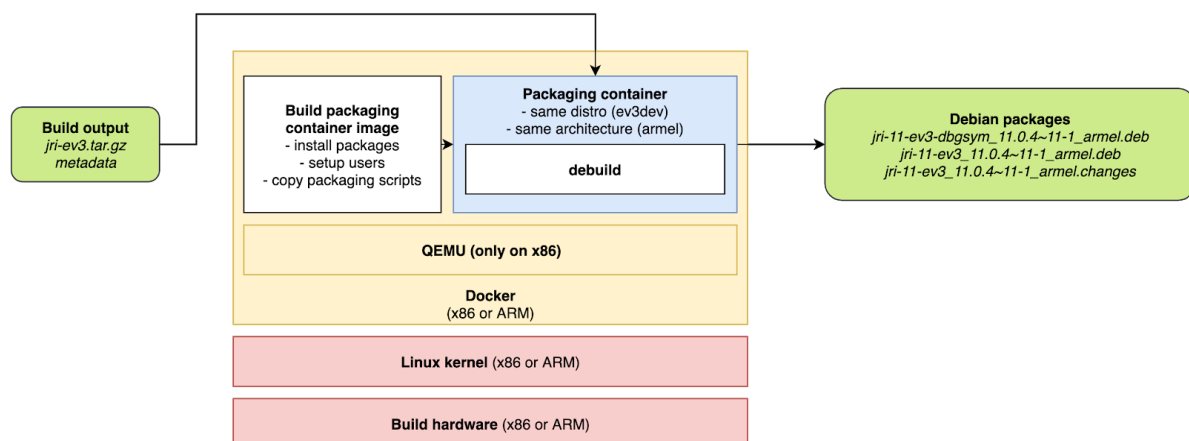 Build output
jri-ev3.tar.gz
metadata
Build packaging
container image
- install packages
- setup users
- copy packaging scripts
Packaging container
- same distro (ev3dev)
- same architecture (armel)
debuild
Debian packages
jri-11-ev3-dbgsym_11.0.4~11-1_armel.deb
jri-11-ev3_11.0.4~11-1_armel.deb
jri-11-ev3_11.0.4~11-1_armel.changes
QEMU (only on x86)
Docker
(x86 or ARM)
Linux kernel (x86 or ARM)
Build hardware (x86 or ARM)